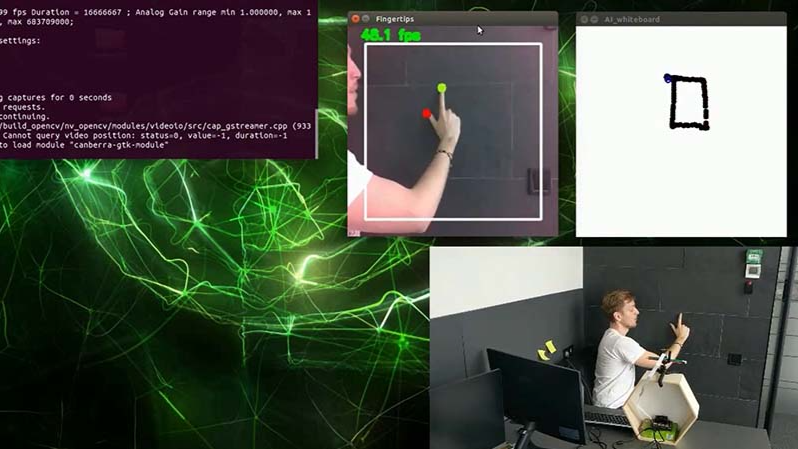 99 fps Duration = 16666667 ; Analog Gain range min 1.000000, max 1
, max 683709000;
settings:
g captures for 0 seconds
requests.
continuing.
/build_opencv/nv_opencv/modules/videoio/src/cap_gstreamer.cpp (933
Cannot query video position: status=0, value=-1, duration=-1
to load module "canberra-gtk-module"
Fingertips
48.1 fps
AI_whiteboard